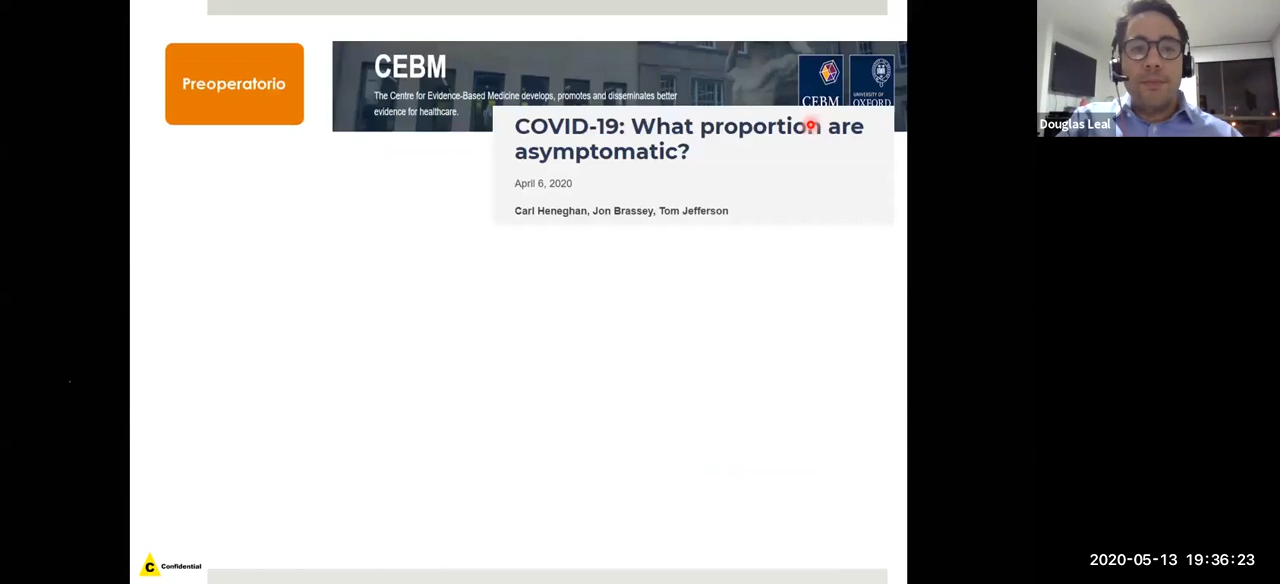 Preoperatorio
CEBM
The Centre for Evidence-Based Medicine develops, promotes and disseminates better
evidence for healthcare.
CEBM
UNIVERSITY OF
OXFORD
COVID-19: What proportion are
asymptomatic?
April 6, 2020
Carl Heneghan, Jon Brassey, Tom Jefferson
Douglas Leal
C Confidential
2020-05-13 19:36:23